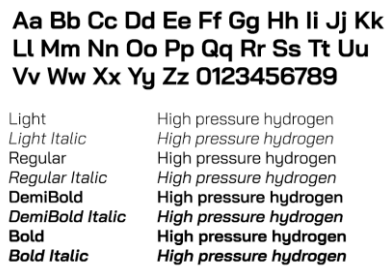 Aa Bb Cc Dd Ee Ff Gg Hh Ii Jj Kk
Ll Mm Nn Oo Pp Qq Rr Ss Tt Uu
Vv Ww Xx Yy Zz 0123456789
Light High pressure hydrogen
Light Italic High pressure hydrogen
Regular High pressure hydrogen
Regular Italic High pressure hydrogen
DemiBold High pressure hydrogen
DemiBold Italic High pressure hydrogen
Bold High pressure hydrogen
Bold Italic High pressure hydrogen